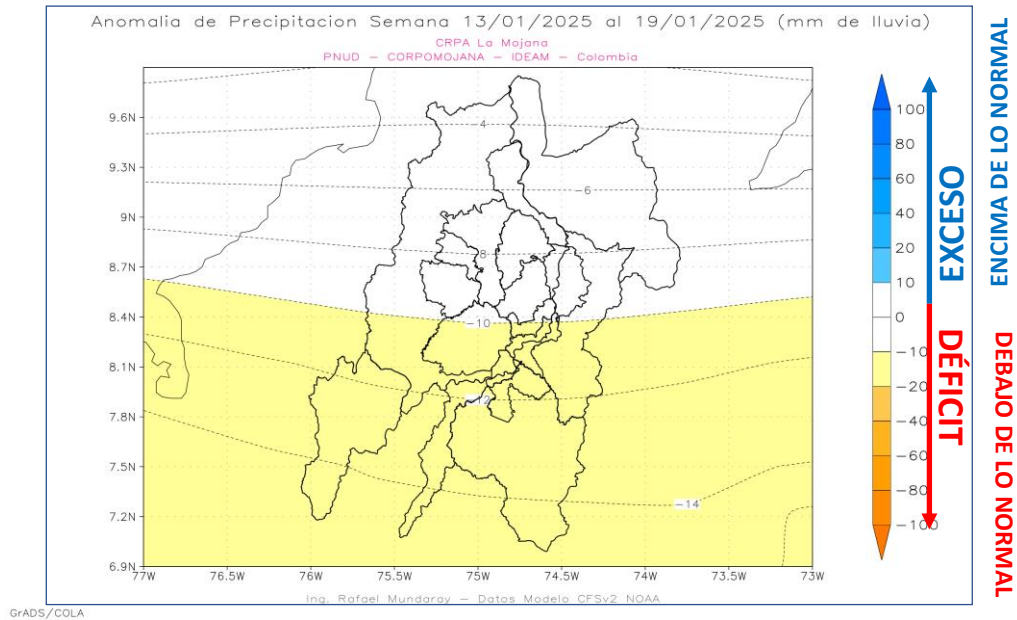 Anomalia de Precipitacion Semana 13/01/2025 al 19/01/2025 (mm de lluvia)
CRPA La Mojana
PNUD – CORPOMOJANA – IDEAM – Colombia
9.6N
9.3N
9N
8.7N
8.4N
8.1N
7.8N
7.5N
7.2N
6.9N
77W
76.5W
76W
75.5W
75W
74.5W
74W
73.5W
73W
-4
-6
-8
-10
-12
-14
100
80
60
40
20
10
0
-10
-20
-40
-60
-80
-100
EXCESO
DÉFICIT
ENCIMA DE LO NORMAL
DEBAJO DE LO NORMAL
Ing. Rafael Mundaray – Datos Modelo CFSv2 NOAA
GrADS/COLA